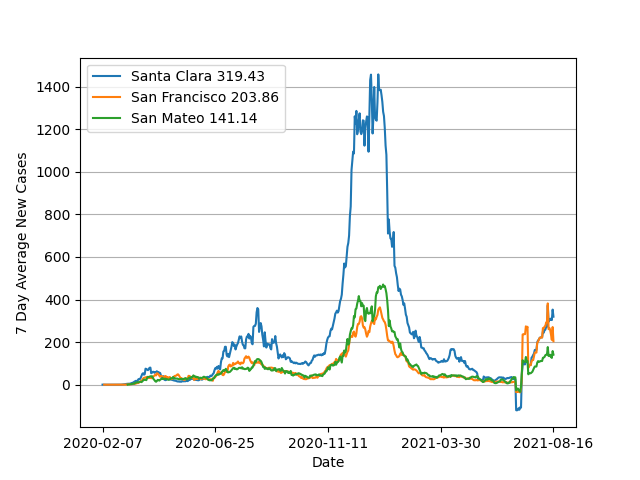 Santa Clara 319.43
San Francisco 203.86
San Mateo 141.14
1400
1200
1000
800
600
400
200
0
7 Day Average New Cases
2020-02-07 2020-06-25 2020-11-11 2021-03-30 2021-08-16
Date